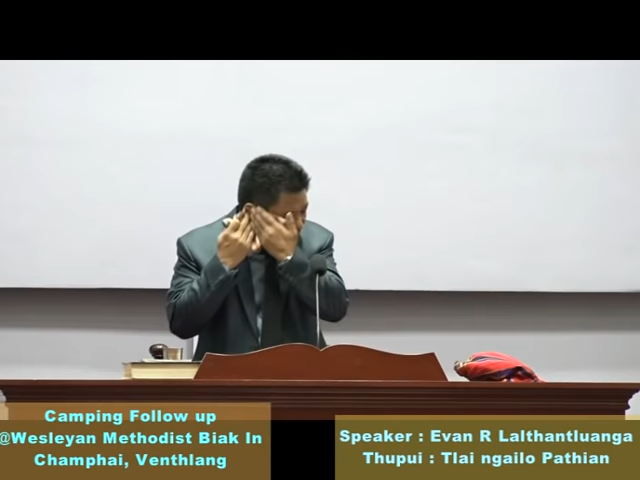 Camping Follow up
@Wesleyan Methodist Biak In
Champhai, Venthlang
Speaker : Evan R Lalthantluanga
Thupui : Tlai ngailo Pathian